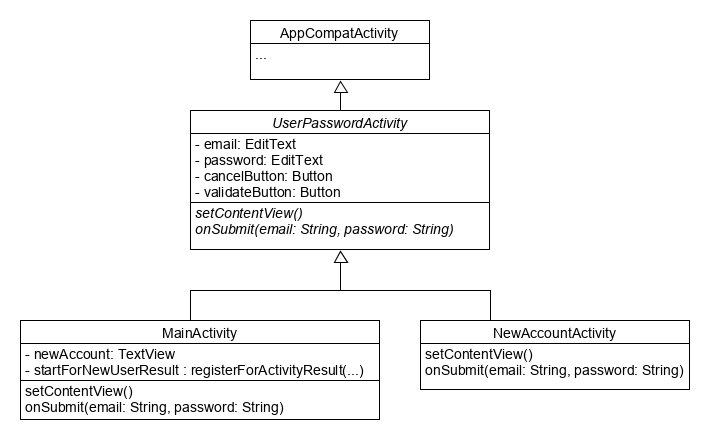 AppCompatActivity
...
UserPasswordActivity
- email: EditText
- password: EditText
- cancelButton: Button
- validateButton: Button
setContentView()
onSubmit(email: String, password: String)
MainActivity
- newAccount: TextView
- startForNewUserResult : registerForActivityResult(...)
setContentView()
onSubmit(email: String, password: String)
NewAccountActivity
setContentView()
onSubmit(email: String, password: String)